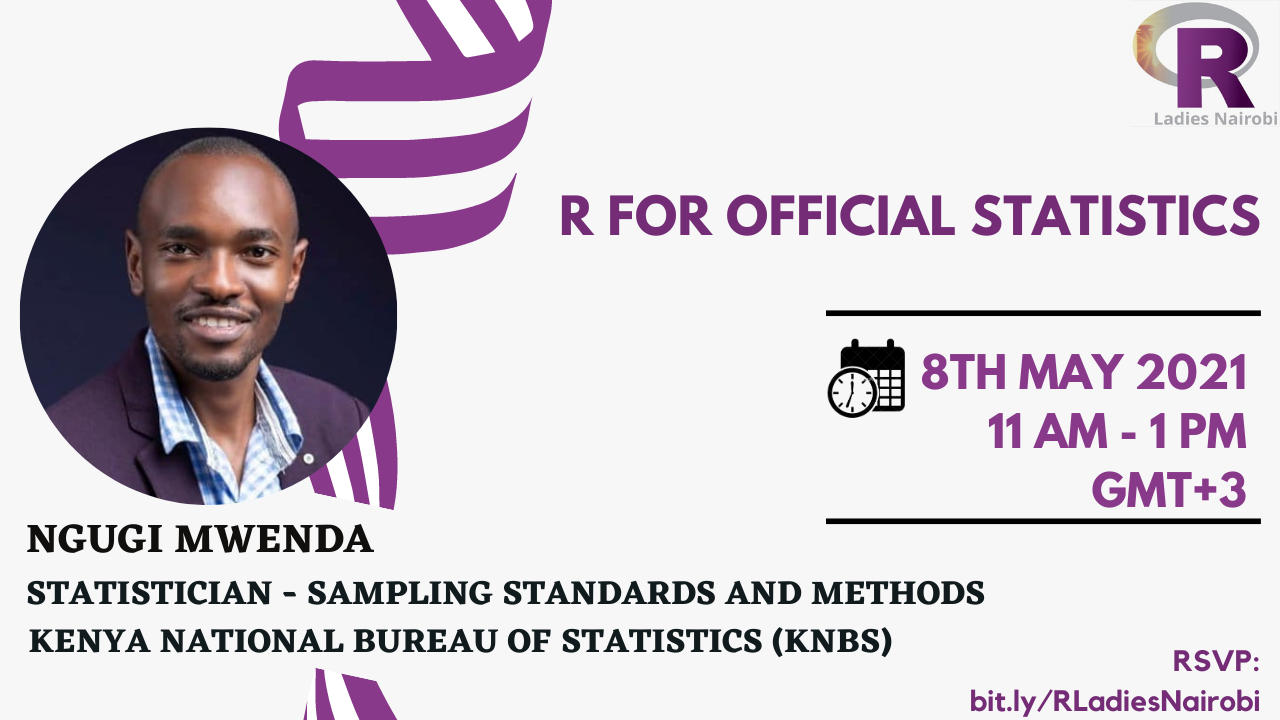 R
Ladies Nairobi
R FOR OFFICIAL STATISTICS
8TH MAY 2021
11 AM - 1 PM
GMT+3
NGUGI MWENDA
STATISTICIAN - SAMPLING STANDARDS AND METHODS
KENYA NATIONAL BUREAU OF STATISTICS (KNBS)
RSVP:
bit.ly/RLadiesNairobi